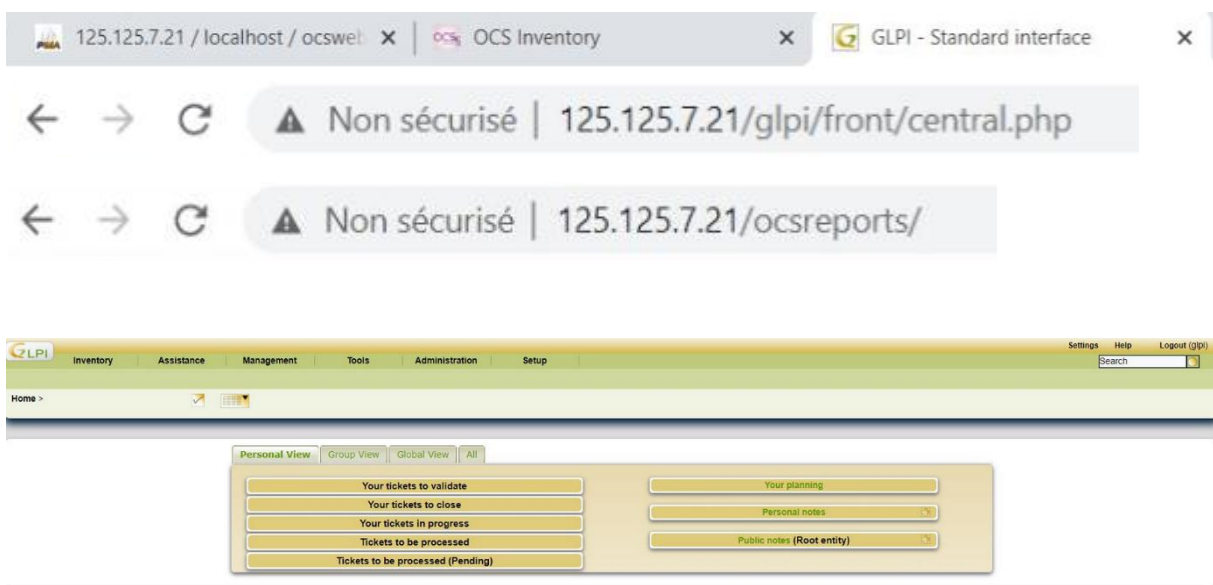 125.125.7.21 / localhost / ocsweb OCS Inventory GLPI - Standard interface
Non sécurisé | 125.125.7.21/glpi/front/central.php
Non sécurisé | 125.125.7.21/ocsreports/
Settings Help Logout (glpi)
GLPI Inventory Assistance Management Tools Administration Setup Search
Home >
Personal View Group View Global View All
Your tickets to validate Your planning
Your tickets to close
Personal notes
Your tickets in progress
Tickets to be processed Public notes (Root entity)
Tickets to be processed (Pending)